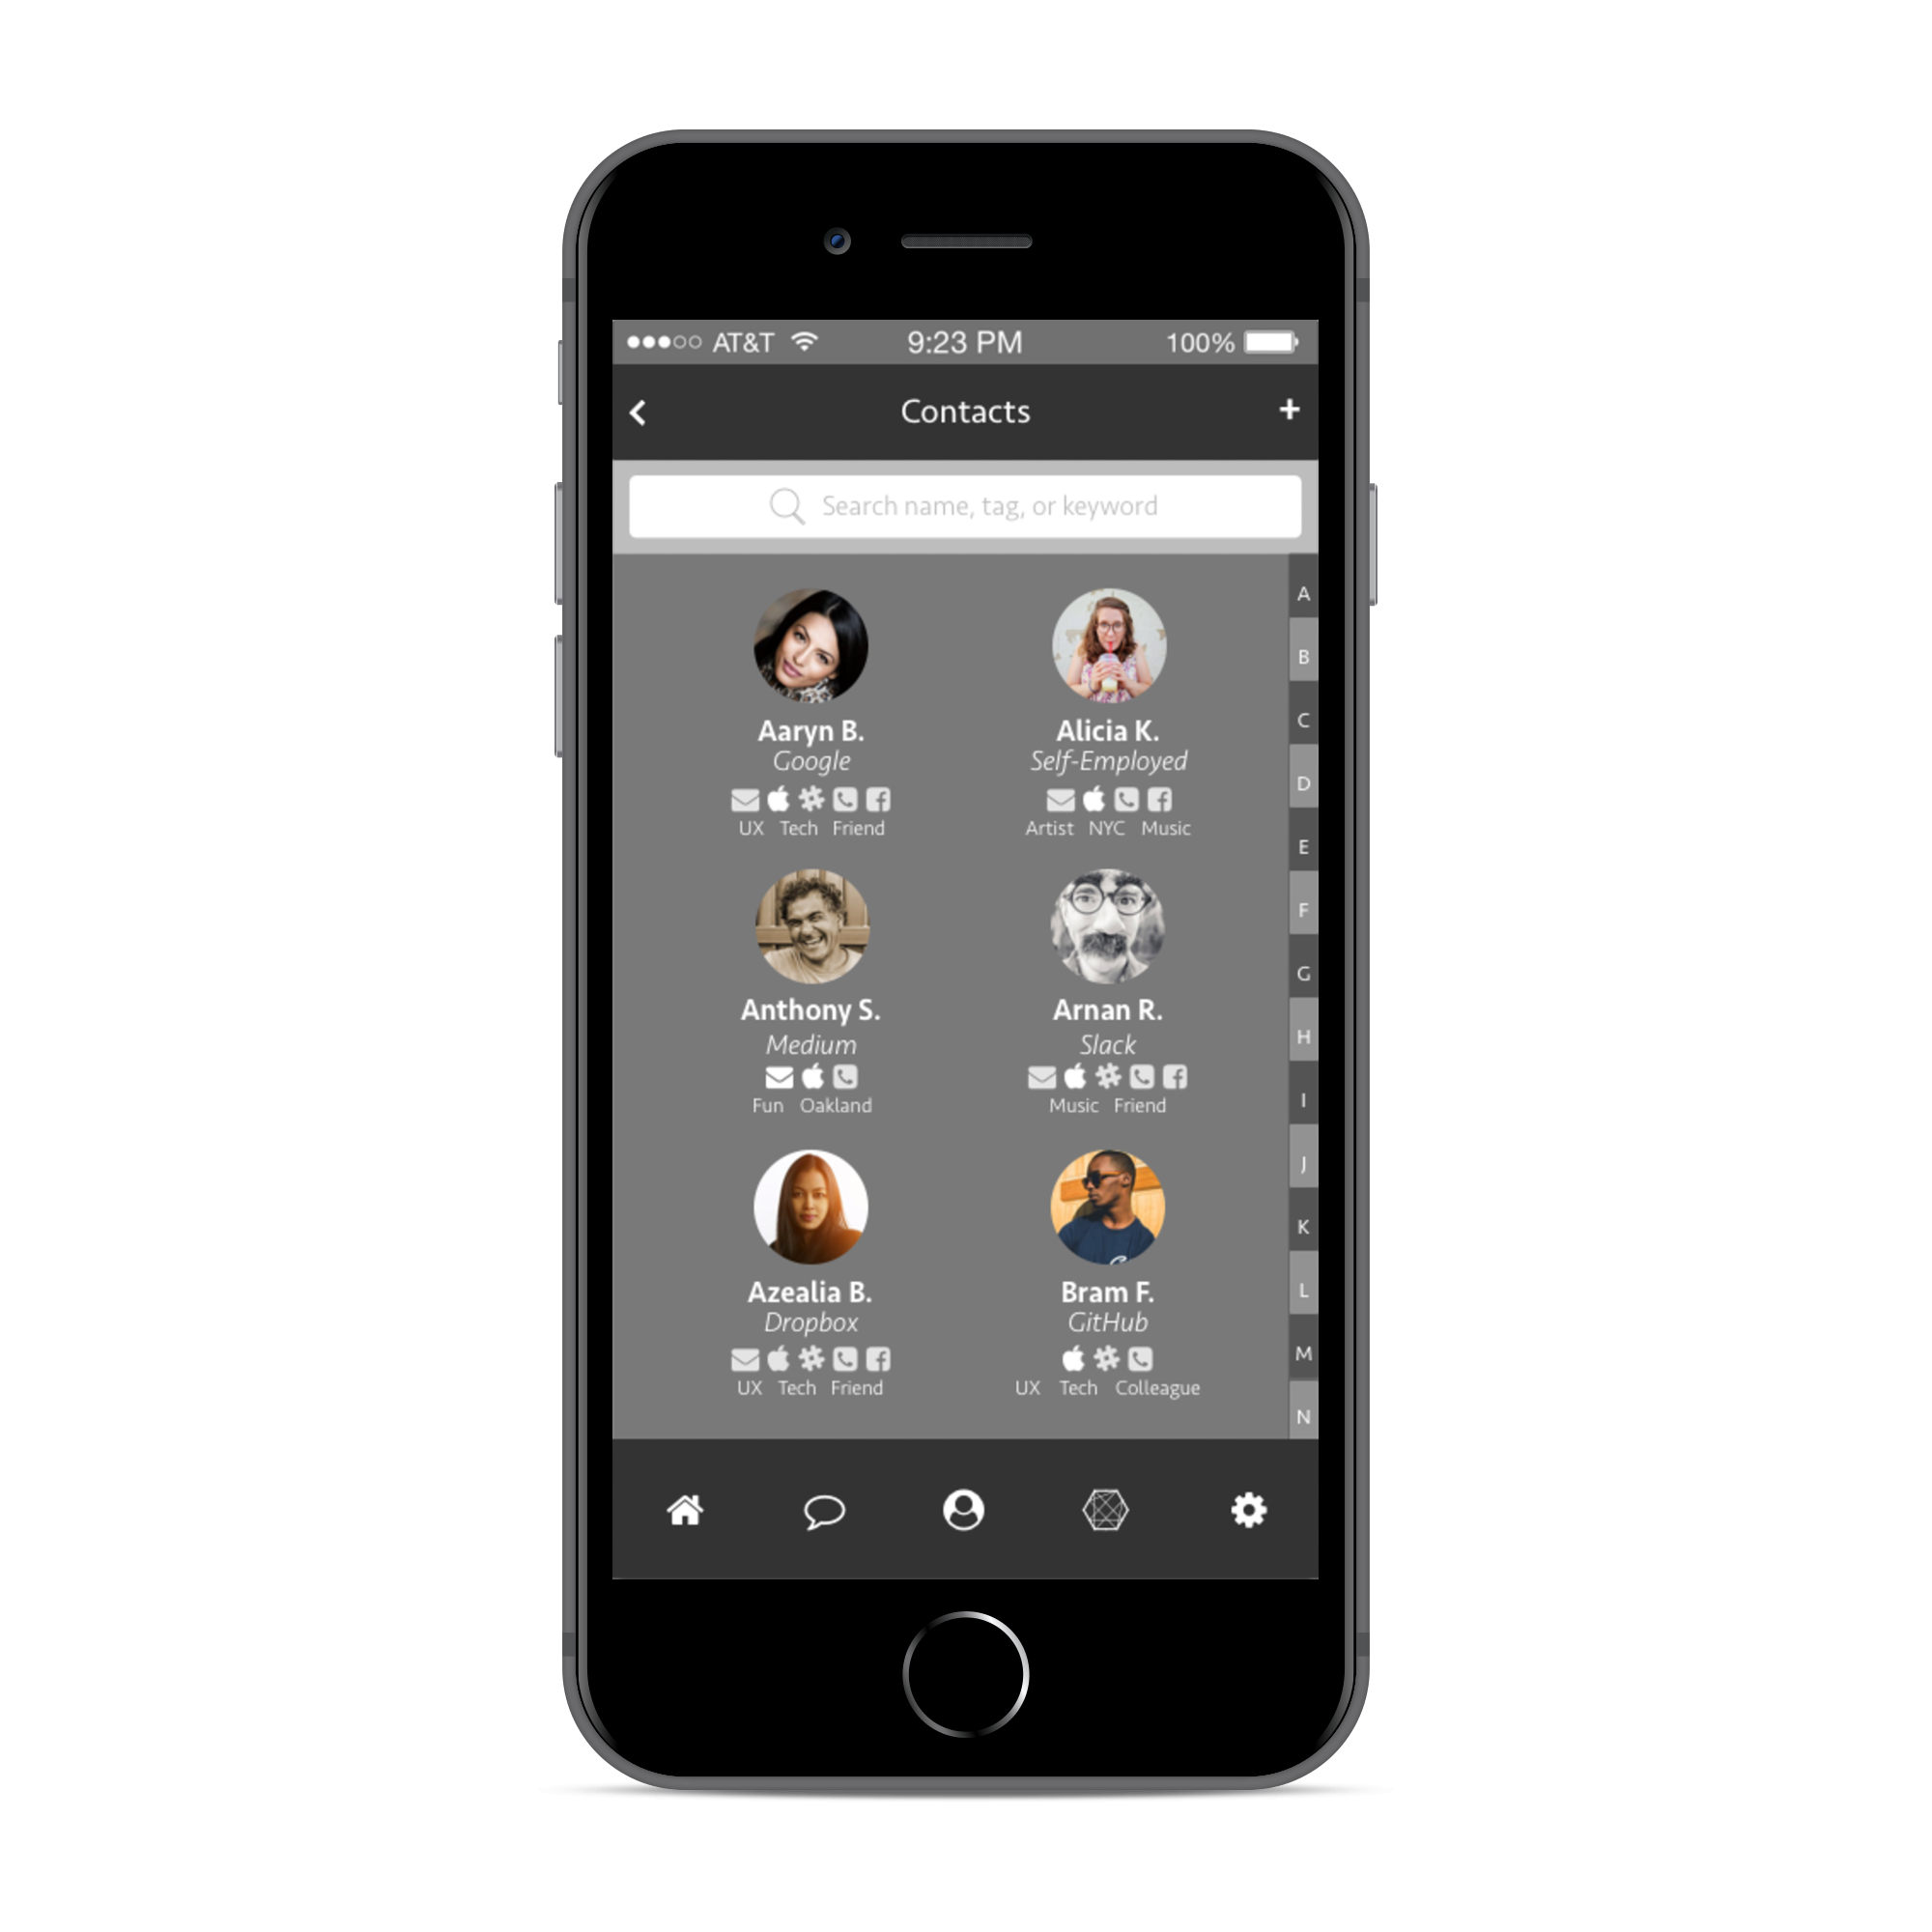 AT&T 9:23 PM 100%
Contacts
Search name, tag, or keyword
Aaryn B.
Google
UX Tech Friend
Alicia K.
Self-Employed
Artist NYC Music
Anthony S.
Medium
Fun Oakland
Arnan R.
Slack
Music Friend
Azealia B.
Dropbox
UX Tech Friend
Bram F.
GitHub
UX Tech Colleague
A
B
C
D
E
F
G
H
I
J
K
L
M
N